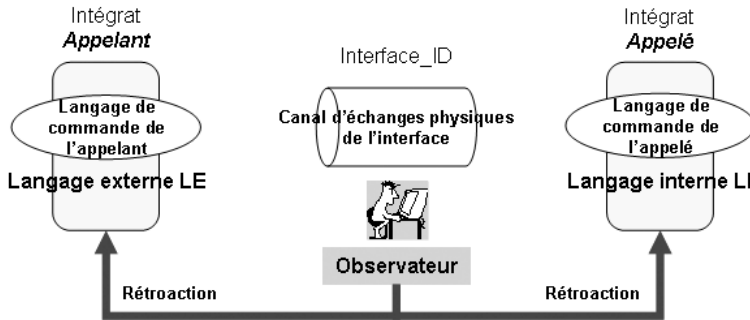 Intégrat
Appelant
Langage de
commande de
l'appelant
Langage externe LE
Interface_ID
Canal d'échanges physiques
de l'interface
Observateur
Intégrat
Appelé
Langage de
commande de
l'appelé
Langage interne LI
Rétroaction
Rétroaction